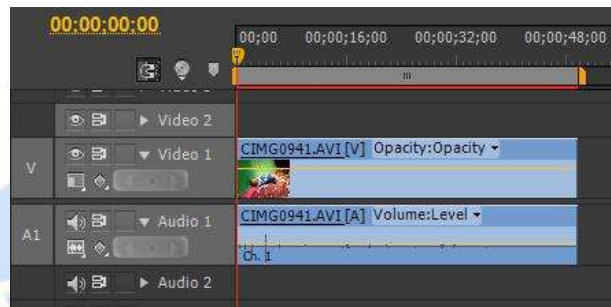 00;00;00;00
00;00 00;00;16;00 00;00;32;00 00;00;48;00
Video 2
V Video 1 CIMG0941.AVI [V] Opacity:Opacity
A1 Audio 1 CIMG0941.AVI [A] Volume:Level
Ch. 1
Audio 2